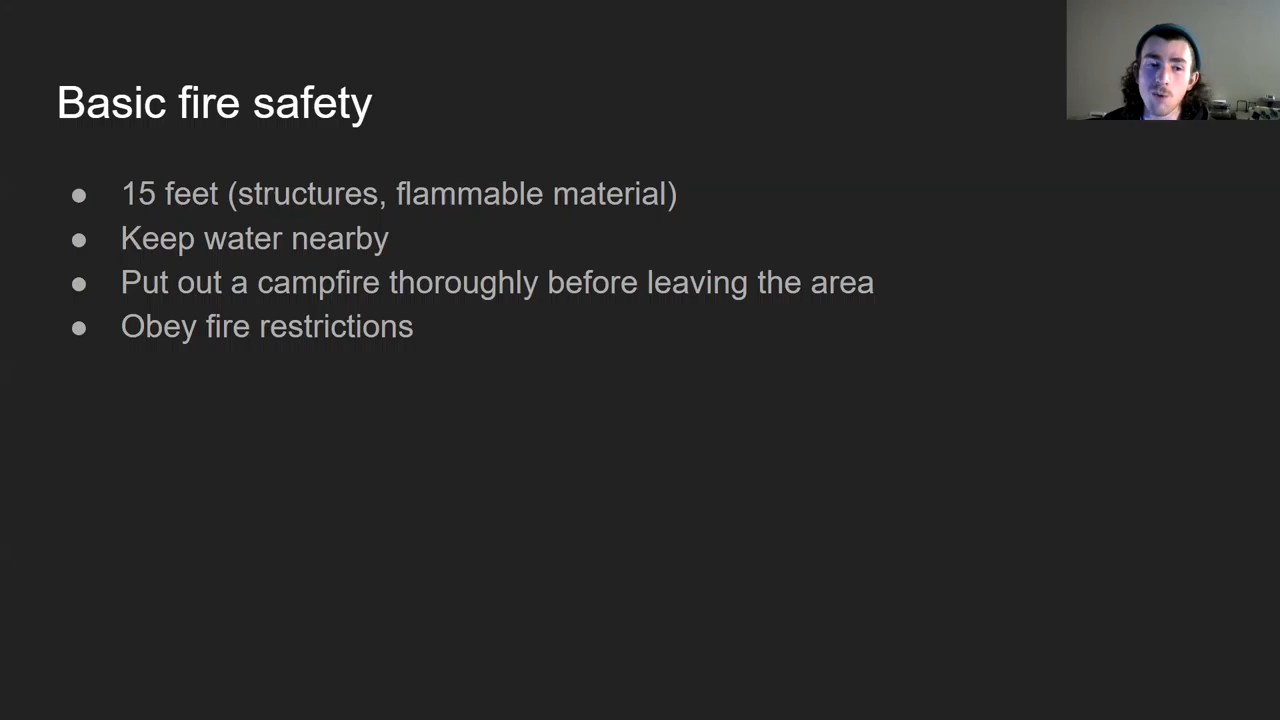 Basic fire safety
● 15 feet (structures, flammable material)
● Keep water nearby
● Put out a campfire thoroughly before leaving the area
● Obey fire restrictions